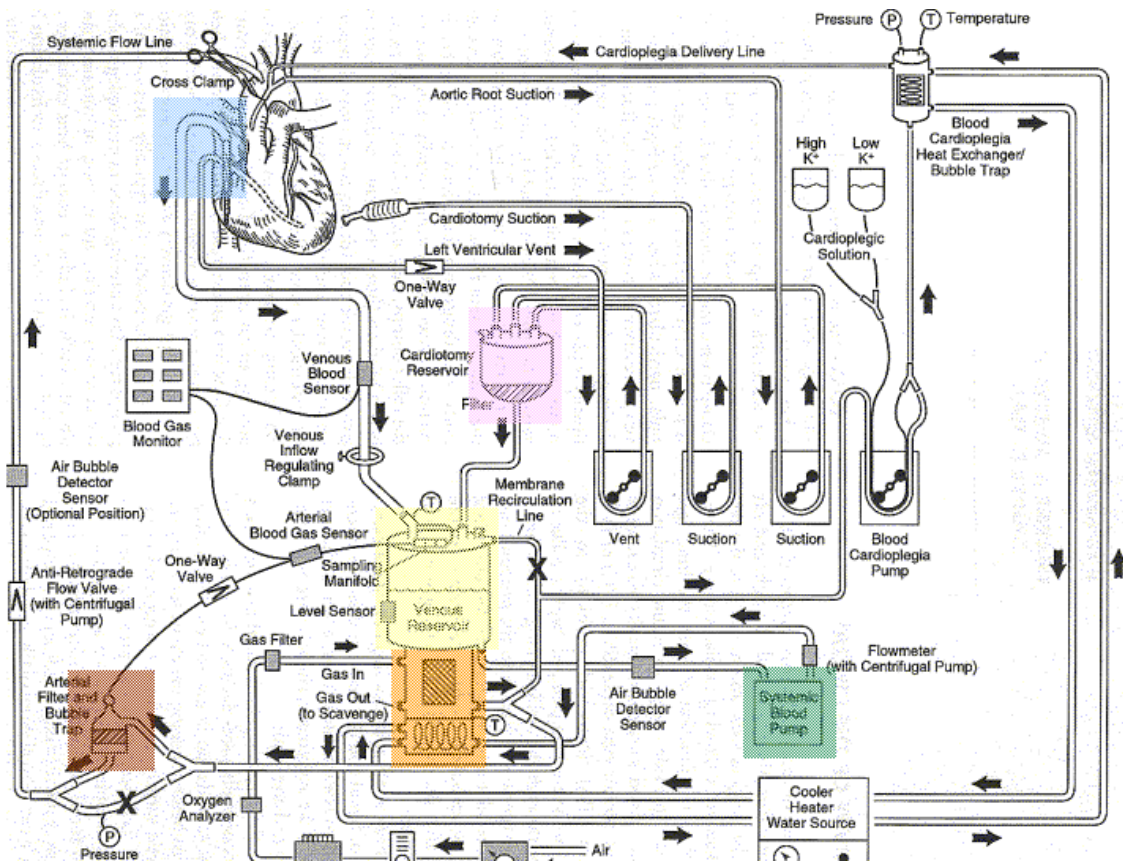 Pressure
P
T
Temperature
Systemic Flow Line
Cardioplegia Delivery Line
Cross Clamp
Aortic Root Suction
Blood
Cardioplegia
Heat Exchanger/
Bubble Trap
High
K+
Low
K+
Cardiotomy Suction
Left Ventricular Vent
Cardioplegic
Solution
One-Way
Valve
Cardiotomy
Reservoir
Filter
Venous
Blood
Sensor
Blood Gas
Monitor
Venous
Inflow
Regulating
Clamp
T
Membrane
Recirculation
Line
Air Bubble
Detector
Sensor
(Optional Position)
Arterial
Blood Gas Sensor
Vent
Suction
Suction
Blood
Cardioplegia
Pump
One-Way
Valve
Sampling
Manifold
X
Anti-Retrograde
Flow Valve
(with Centrifugal
Pump)
Level Sensor
Venous
Reservoir
Gas Filter
Gas In
Flowmeter
(with Centrifugal Pump)
Arterial
Filter and
Bubble
Trap
Gas Out
(to Scavenge)
T
Air Bubble
Detector
Sensor
Systemic
Blood
Pump
X
Oxygen
Analyzer
Cooler
Heater
Water Source
P
Pressure
Air